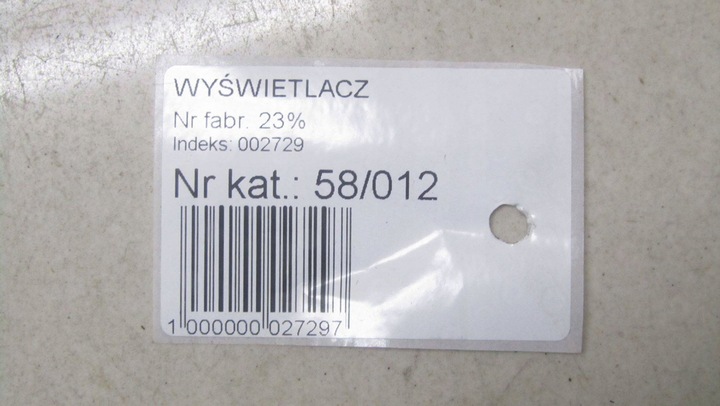 WYŚWIETLACZ
Nr fabr. 23%
Indeks: 002729
Nr kat.: 58/012
1 000000 027297